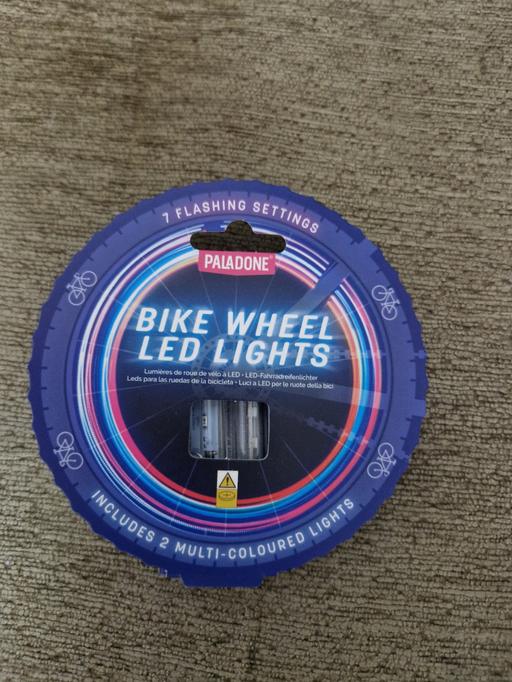 7 FLASHING SETTINGS
PALADONE
BIKE WHEEL
LED LIGHTS
Lumières de roue de vélo à LED • LED-Fahrradreifenlichter
Leds para las ruedas de la bicicleta • Luci a LED per le ruote della bici
INCLUDES 2 MULTI-COLOURED LIGHTS